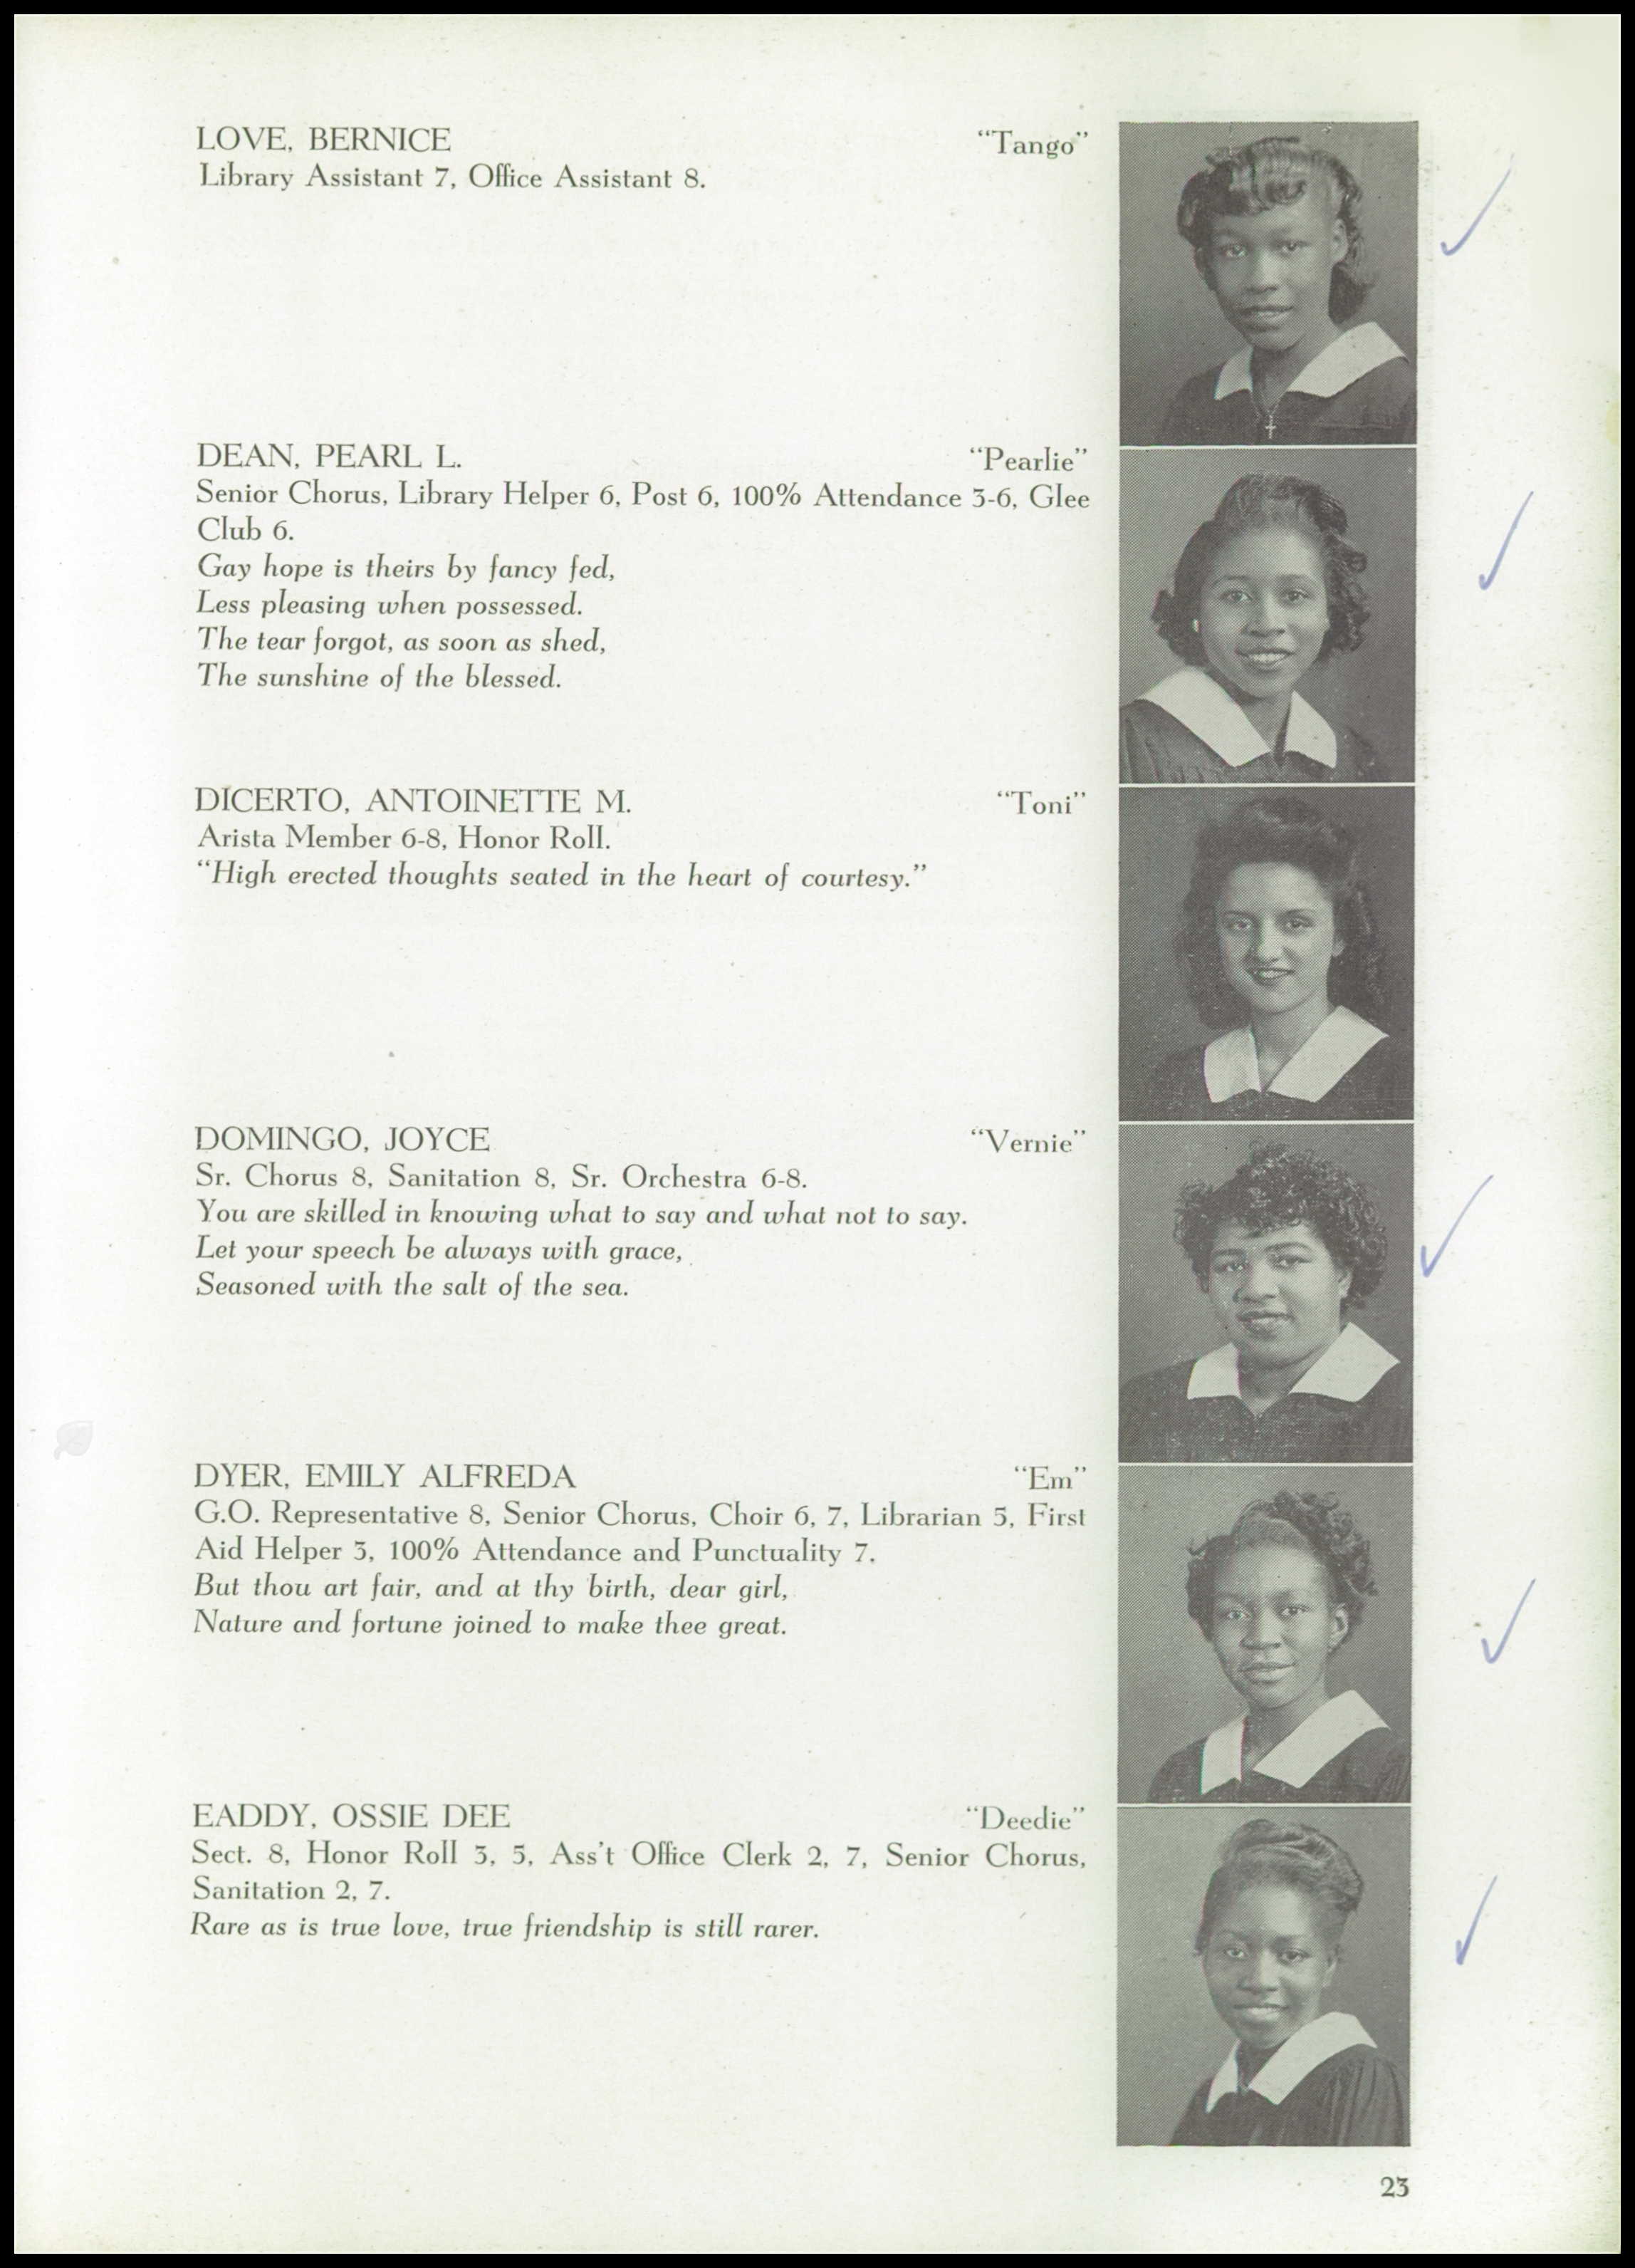 LOVE, BERNICE "Tango"
Library Assistant 7, Office Assistant 8.
DEAN, PEARL L. "Pearlie"
Senior Chorus, Library Helper 6, Post 6, 100% Attendance 3-6, Glee
Club 6.
Gay hope is theirs by fancy fed,
Less pleasing when possessed.
The tear forgot, as soon as shed,
The sunshine of the blessed.
DICERTO, ANTOINETTE M. "Toni"
Arista Member 6-8, Honor Roll.
"High erected thoughts seated in the heart of courtesy."
DOMINGO, JOYCE "Vernie"
Sr. Chorus 8, Sanitation 8, Sr. Orchestra 6-8.
You are skilled in knowing what to say and what not to say.
Let your speech be always with grace,
Seasoned with the salt of the sea.
DYER, EMILY ALFREDA "Em"
G.O. Representative 8, Senior Chorus, Choir 6, 7, Librarian 5, First
Aid Helper 3, 100% Attendance and Punctuality 7.
But thou art fair, and at thy birth, dear girl,
Nature and fortune joined to make thee great.
EADDY, OSSIE DEE "Deedie"
Sect. 8, Honor Roll 3, 5, Ass't Office Clerk 2, 7, Senior Chorus,
Sanitation 2, 7.
Rare as is true love, true friendship is still rarer.
23